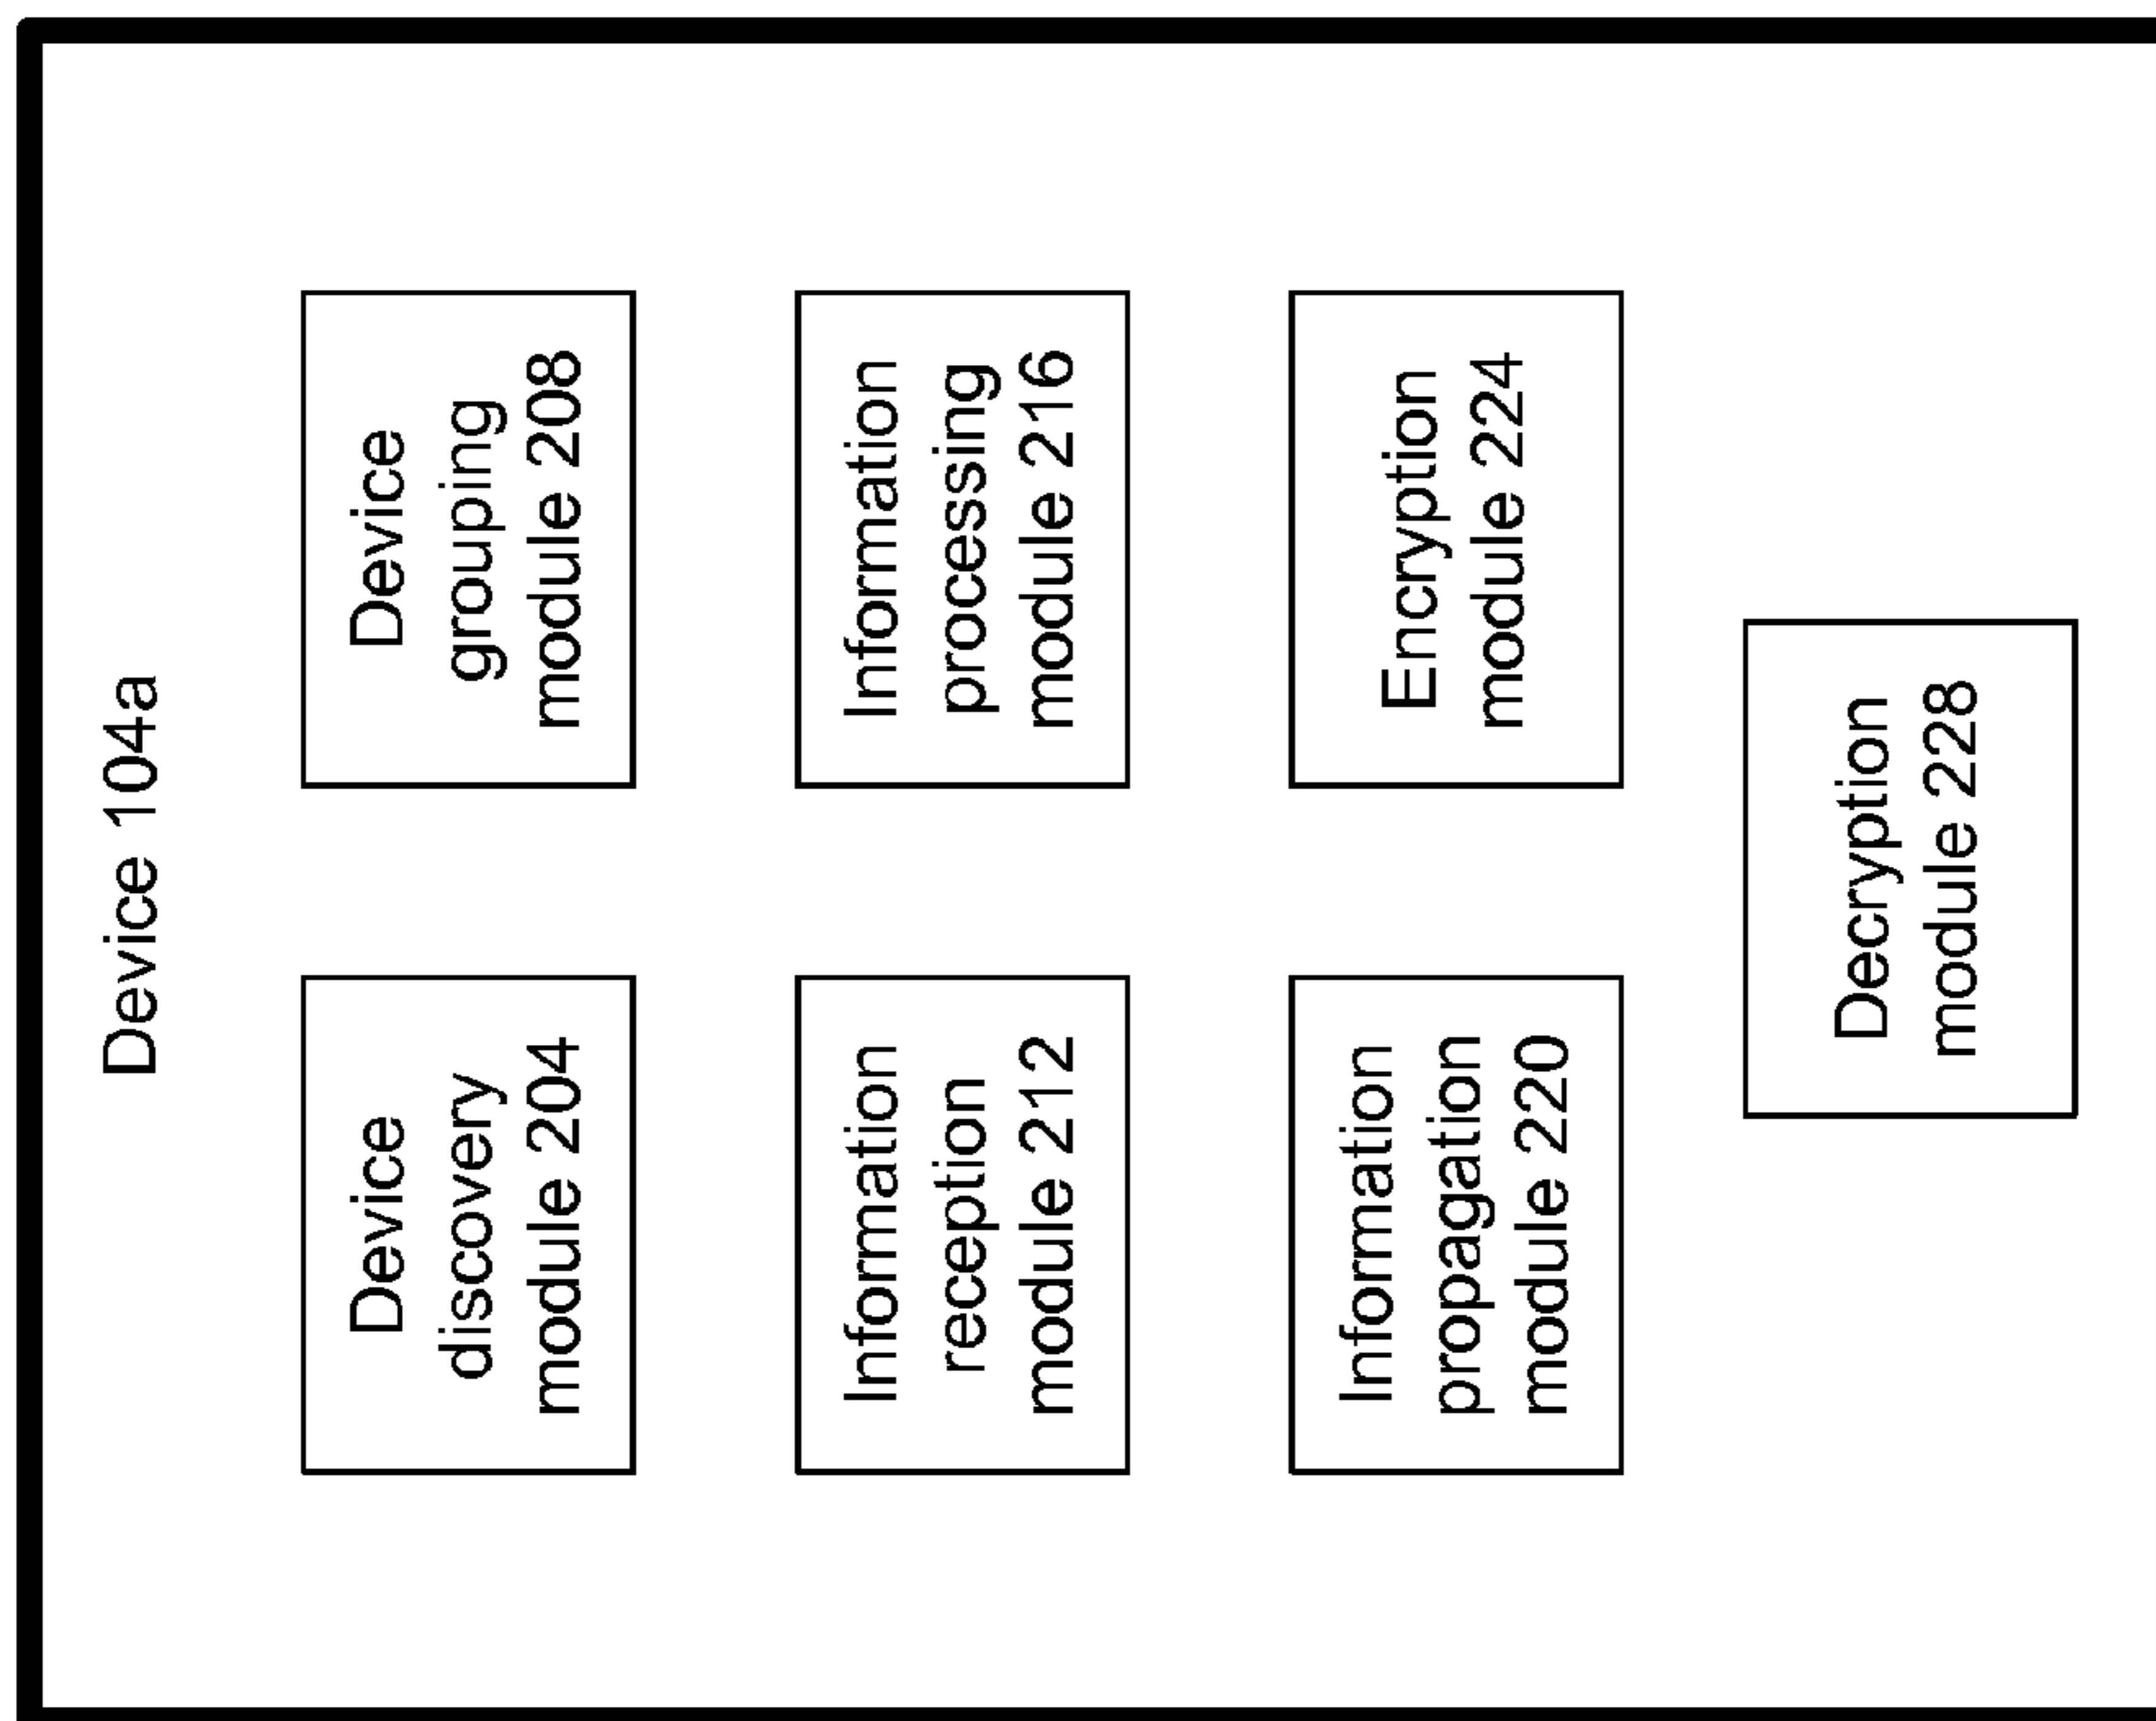 Device 104a
Device
discovery
module 204
Device
grouping
module 208
Information
reception
module 212
Information
processing
module 216
Information
propagation
module 220
Encryption
module 224
Decryption
module 228